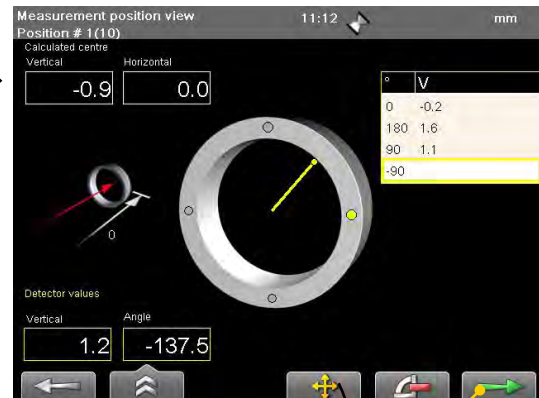 Measurement position view 11:12 mm
Position # 1(10)
Calculated centre
Vertical Horizontal
-0.9 0.0
° V
0 -0.2
180 1.6
90 1.1
-90
0
Detector values
Vertical Angle
1.2 -137.5